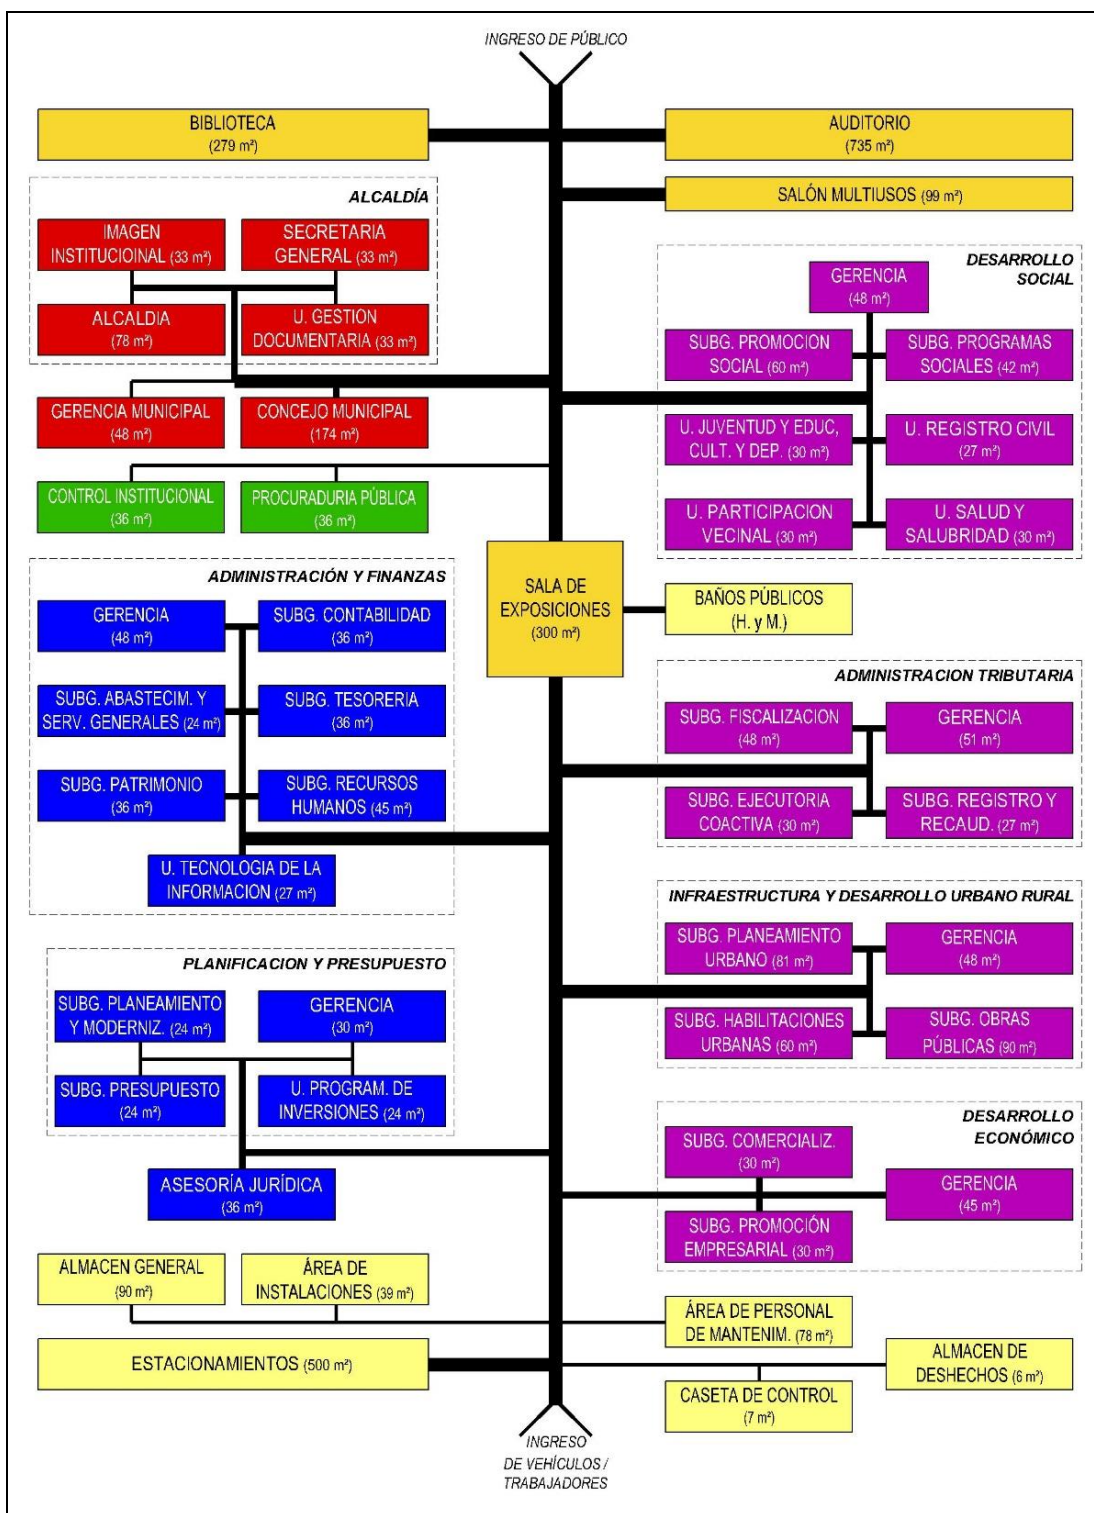 INGRESO DE PÚBLICO
BIBLIOTECA
(279 m²)
AUDITORIO
(735 m²)
SALÓN MULTIUSOS (99 m²)
ALCALDÍA
IMAGEN
INSTITUCIOINAL (33 m²)
SECRETARIA
GENERAL (33 m²)
ALCALDIA
(78 m²)
U. GESTION
DOCUMENTARIA (33 m²)
GERENCIA MUNICIPAL
(48 m²)
CONCEJO MUNICIPAL
(174 m²)
CONTROL INSTITUCIONAL
(36 m²)
PROCURADURIA PÚBLICA
(36 m²)
DESARROLLO
SOCIAL
GERENCIA
(48 m²)
SUBG. PROMOCION
SOCIAL (60 m²)
SUBG. PROGRAMAS
SOCIALES (42 m²)
U. JUVENTUD Y EDUC,
CULT. Y DEP. (30 m²)
U. REGISTRO CIVIL
(27 m²)
U. PARTICIPACION
VECINAL (30 m²)
U. SALUD Y
SALUBRIDAD (30 m²)
SALA DE
EXPOSICIONES
(300 m²)
BAÑOS PÚBLICOS
(H. y M.)
ADMINISTRACIÓN Y FINANZAS
GERENCIA
(48 m²)
SUBG. CONTABILIDAD
(36 m²)
SUBG. ABASTECIM. Y
SERV. GENERALES (24 m²)
SUBG. TESORERIA
(36 m²)
SUBG. PATRIMONIO
(36 m²)
SUBG. RECURSOS
HUMANOS (45 m²)
U. TECNOLOGIA DE LA
INFORMACION (27 m²)
ADMINISTRACION TRIBUTARIA
SUBG. FISCALIZACION
(48 m²)
GERENCIA
(51 m²)
SUBG. EJECUTORIA
COACTIVA (30 m²)
SUBG. REGISTRO Y
RECAUD. (27 m²)
INFRAESTRUCTURA Y DESARROLLO URBANO RURAL
SUBG. PLANEAMIENTO
URBANO (81 m²)
GERENCIA
(48 m²)
SUBG. HABILITACIONES
URBANAS (60 m²)
SUBG. OBRAS
PÚBLICAS (90 m²)
PLANIFICACION Y PRESUPUESTO
SUBG. PLANEAMIENTO
Y MODERNIZ. (24 m²)
GERENCIA
(30 m²)
SUBG. PRESUPUESTO
(24 m²)
U. PROGRAM. DE
INVERSIONES (24 m²)
ASESORÍA JURÍDICA
(36 m²)
DESARROLLO
ECONÓMICO
SUBG. COMERCIALIZ.
(30 m²)
GERENCIA
(45 m²)
SUBG. PROMOCIÓN
EMPRESARIAL (30 m²)
ALMACEN GENERAL
(90 m²)
ÁREA DE
INSTALACIONES (39 m²)
ÁREA DE PERSONAL
DE MANTENIM. (78 m²)
ESTACIONAMIENTOS (500 m²)
ALMACEN DE
DESHECHOS (6 m²)
CASETA DE CONTROL
(7 m²)
INGRESO
DE VEHÍCULOS /
TRABAJADORES